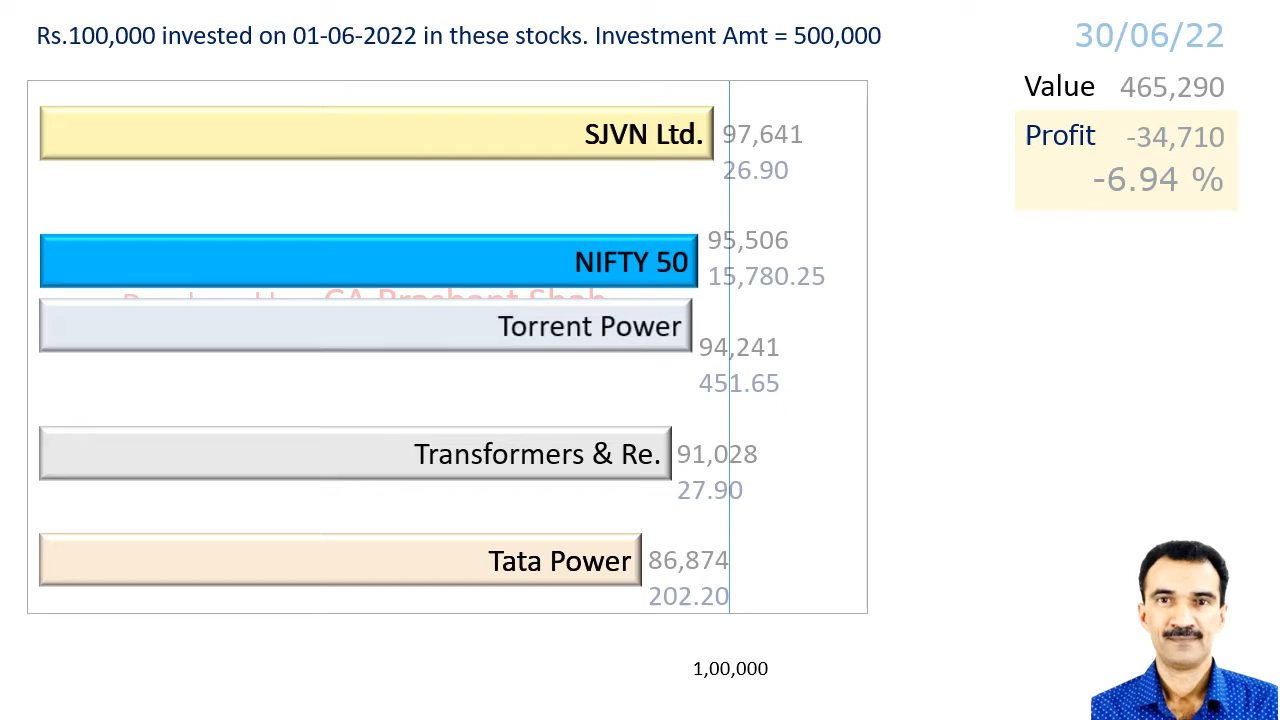 Rs.100,000 invested on 01-06-2022 in these stocks. Investment Amt = 500,000
30/06/22
Value 465,290
Profit -34,710
-6.94 %
SJVN Ltd. 97,641
26.90
NIFTY 50 95,506
15,780.25
CA Prashant Shah
Torrent Power 94,241
451.65
Transformers & Re. 91,028
27.90
Tata Power 86,874
202.20
1,00,000